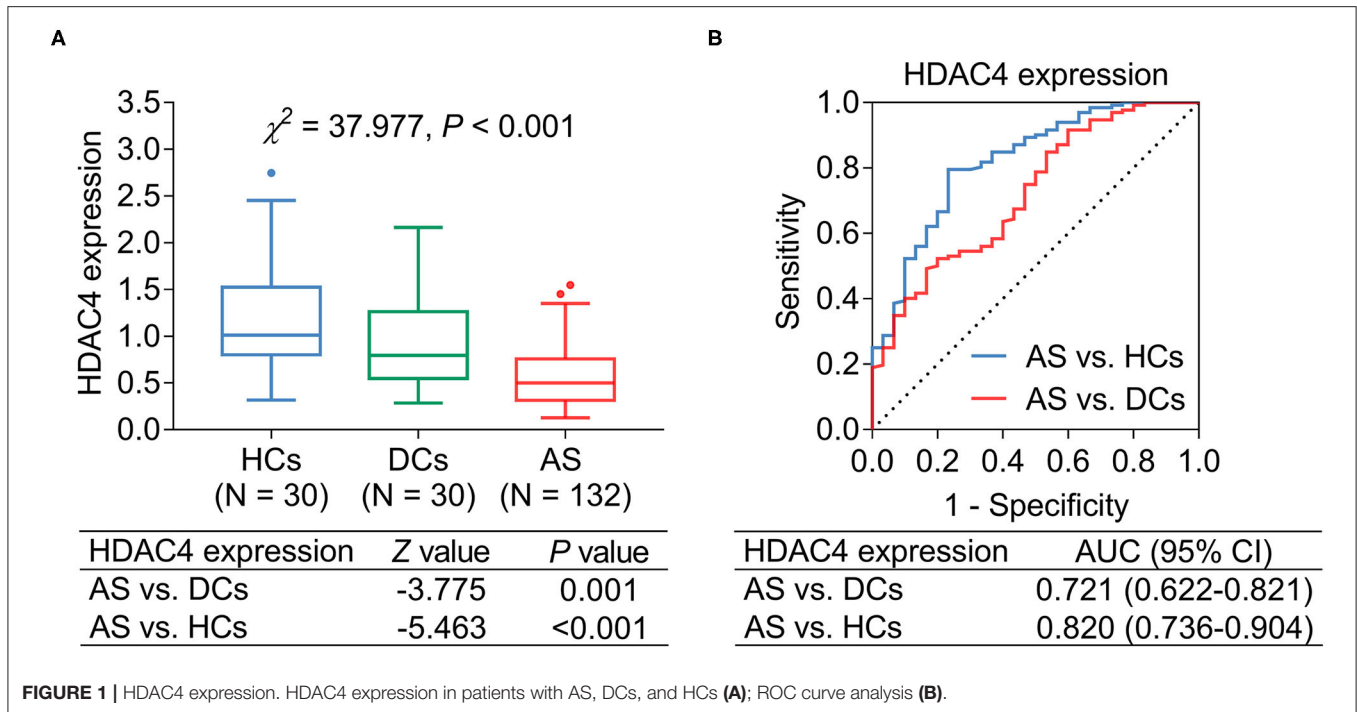 A
χ² = 37.977, P < 0.001
HDAC4 expression
3.5
3.0
2.5
2.0
1.5
1.0
0.5
0.0
HCs DCs AS
(N = 30) (N = 30) (N = 132)
HDAC4 expression Z value P value
AS vs. DCs -3.775 0.001
AS vs. HCs -5.463 <0.001
B
HDAC4 expression
Sensitivity
1.0
0.8
0.6
0.4
0.2
0.0
AS vs. HCs
AS vs. DCs
0.0 0.2 0.4 0.6 0.8 1.0
1 - Specificity
HDAC4 expression AUC (95% CI)
AS vs. DCs 0.721 (0.622-0.821)
AS vs. HCs 0.820 (0.736-0.904)
FIGURE 1 | HDAC4 expression. HDAC4 expression in patients with AS, DCs, and HCs (A); ROC curve analysis (B).